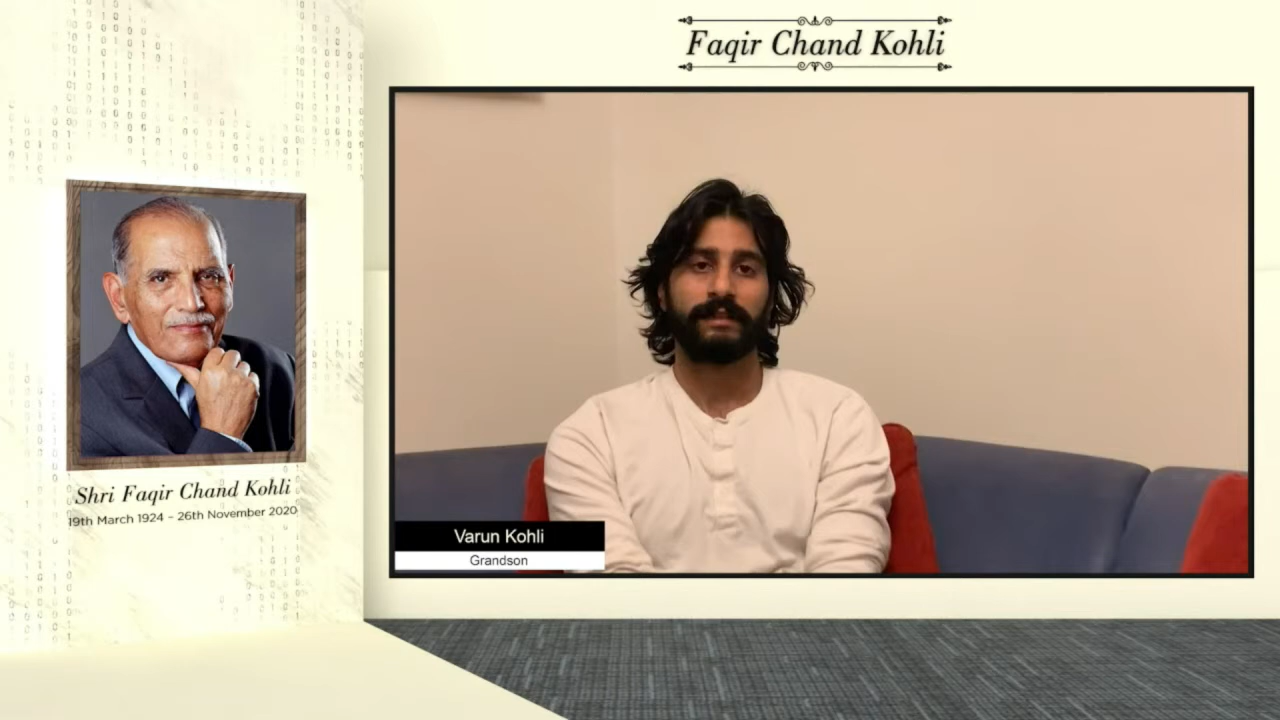 Faqir Chand Kohli
Shri Faqir Chand Kohli
19th March 1924 – 26th November 2020
Varun Kohli
Grandson